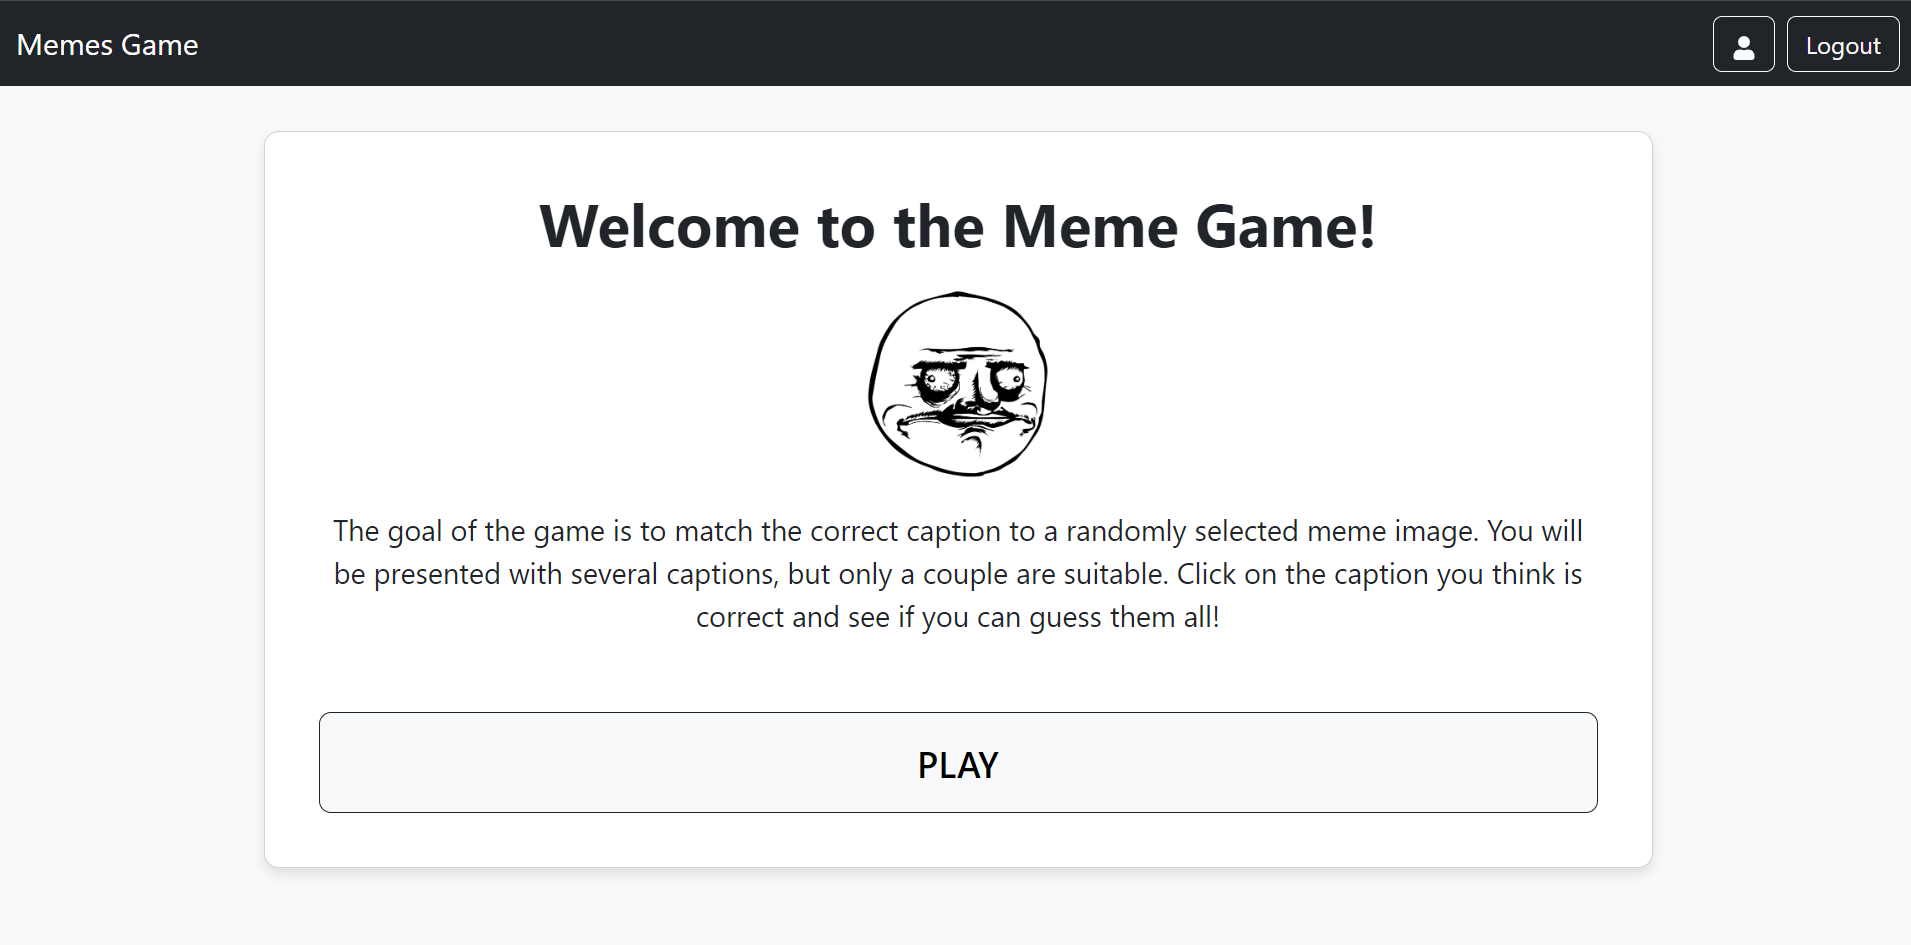 Memes Game
Logout
Welcome to the Meme Game!
The goal of the game is to match the correct caption to a randomly selected meme image. You will
be presented with several captions, but only a couple are suitable. Click on the caption you think is
correct and see if you can guess them all!
PLAY